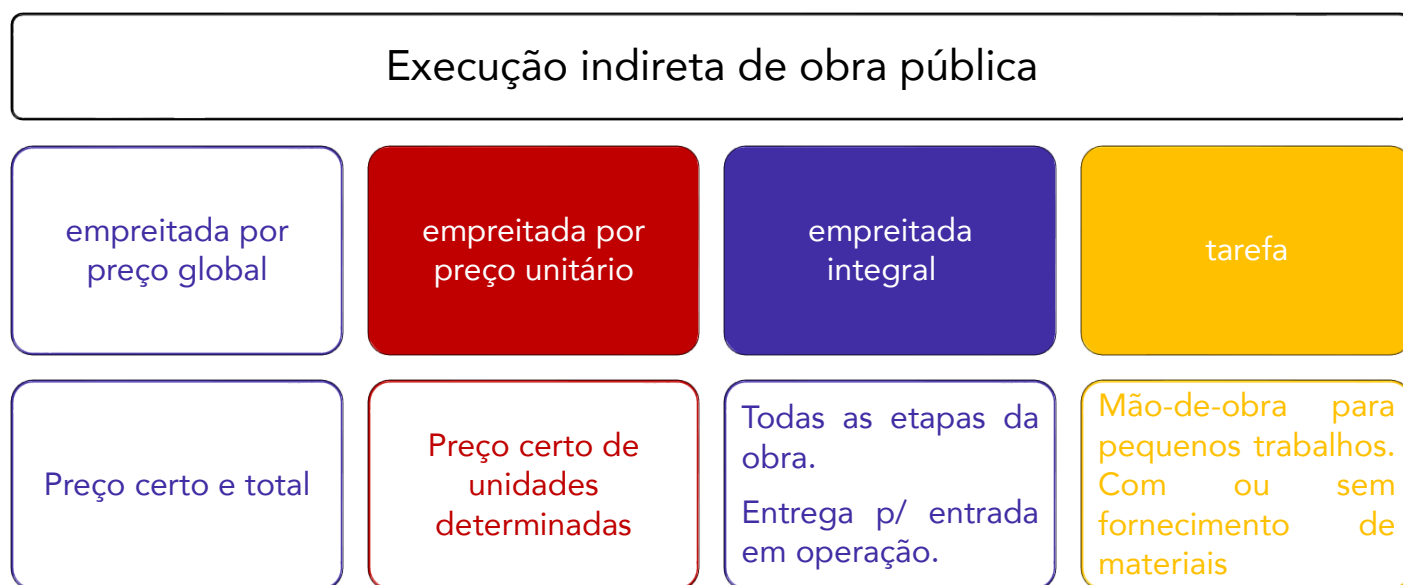 Execução indireta de obra pública
empreitada por
preço global
empreitada por
preço unitário
empreitada
integral
tarefa
Preço certo e total
Preço certo de
unidades
determinadas
Todas as etapas da
obra.
Entrega p/ entrada
em operação.
Mão-de-obra para
pequenos trabalhos.
Com ou sem
fornecimento de
materiais